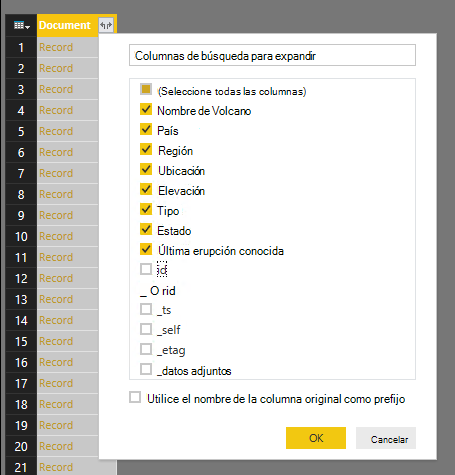 Document
1 Record
2 Record
3 Record
4 Record
5 Record
6 Record
7 Record
8 Record
9 Record
10 Record
11 Record
12 Record
13 Record
14 Record
15 Record
16 Record
17 Record
18 Record
19 Record
20 Record
21 Record
Columnas de búsqueda para expandir
(Seleccione todas las columnas)
Nombre de Volcano
País
Región
Ubicación
Elevación
Tipo
Estado
Última erupción conocida
id
_ O rid
_ts
_self
_etag
_datos adjuntos
Utilice el nombre de la columna original como prefijo
OK Cancelar